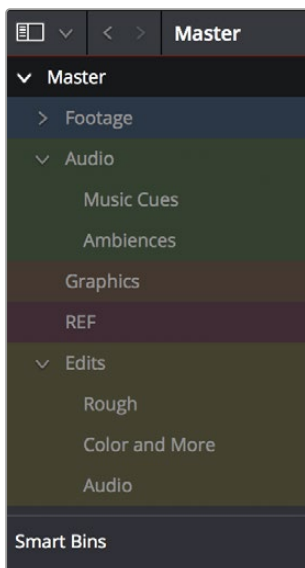 Master
Master
Footage
Audio
Music Cues
Ambiences
Graphics
REF
Edits
Rough
Color and More
Audio
Smart Bins